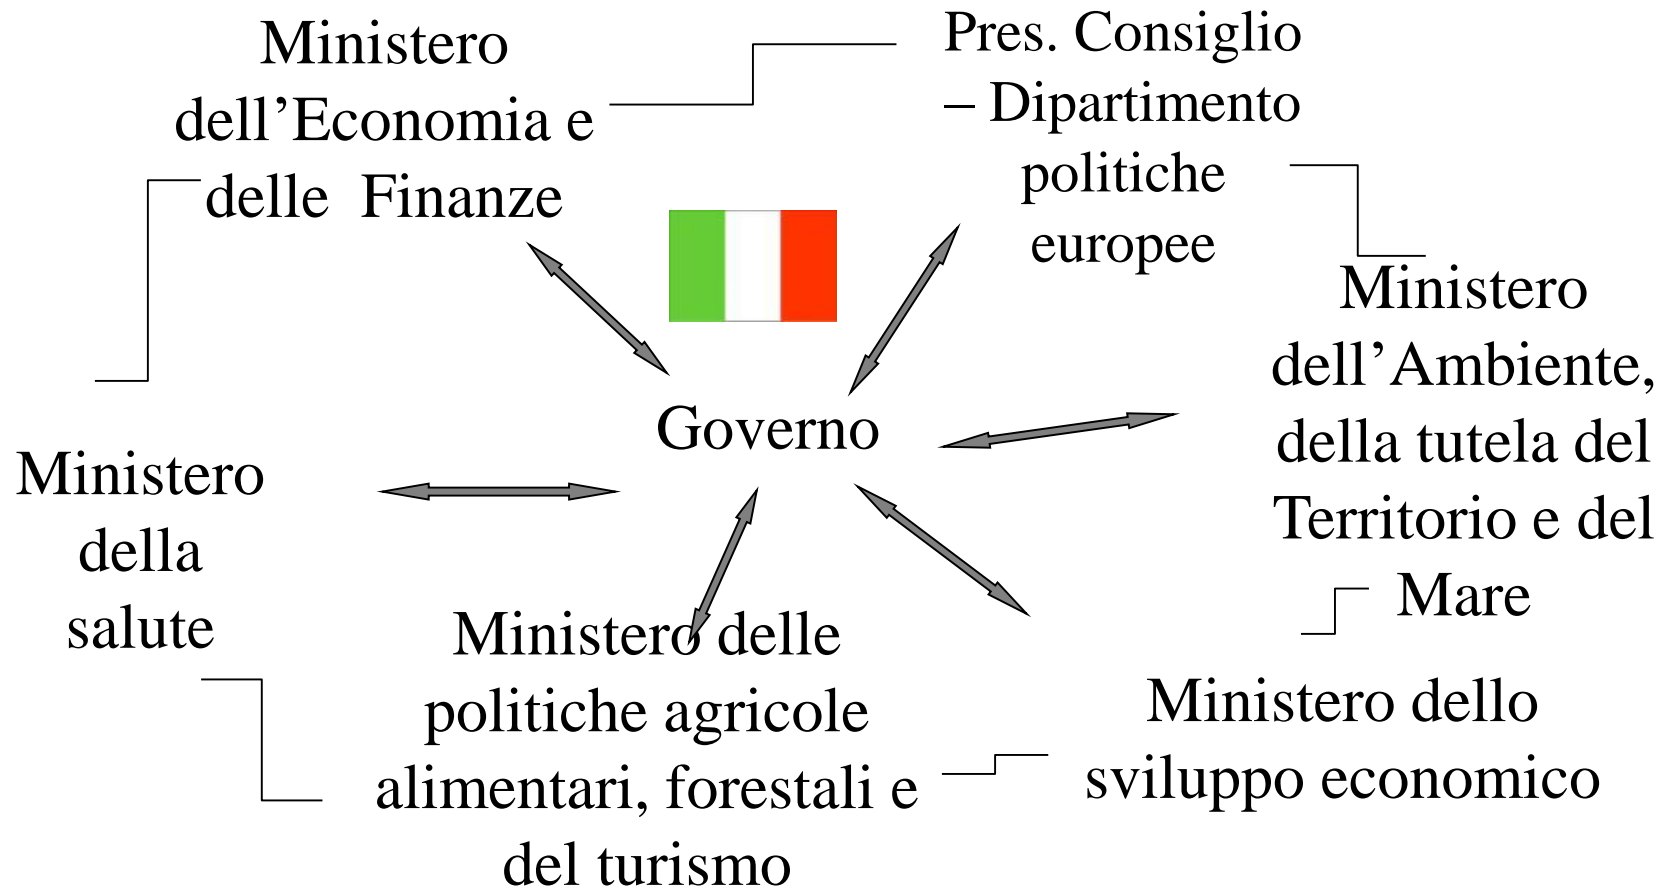 Ministero
dell’Economia e
delle Finanze
Pres. Consiglio
– Dipartimento
politiche
europee
Ministero
dell’Ambiente,
della tutela del
Territorio e del
Mare
Governo
Ministero
della
salute
Ministero delle
politiche agricole
alimentari, forestali e
del turismo
Ministero dello
sviluppo economico